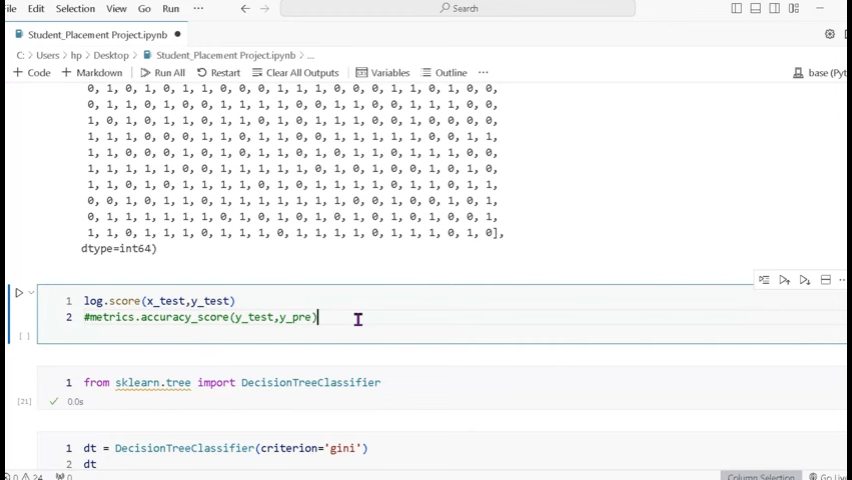 ile Edit Selection View Go Run ··· Search
Student_Placement Project.ipynb
C: > Users > hp > Desktop > Student_Placement Project.ipynb > ...
+ Code + Markdown Run All Restart Clear All Outputs Variables Outline ··· base (Pyt
0, 1, 0, 1, 0, 1, 1, 0, 0, 0, 1, 1, 1, 0, 0, 0, 1, 1, 0, 1, 0, 0,
0, 1, 1, 0, 1, 0, 0, 1, 1, 1, 1, 1, 1, 0, 0, 1, 1, 1, 0, 1, 0, 0,
1, 0, 1, 0, 1, 1, 0, 1, 1, 0, 1, 1, 0, 1, 0, 1, 0, 0, 0, 0, 0, 0,
1, 1, 1, 0, 0, 0, 1, 1, 0, 1, 0, 0, 1, 1, 1, 1, 1, 1, 0, 0, 1, 1,
1, 1, 0, 0, 1, 1, 0, 0, 1, 0, 0, 1, 1, 0, 1, 0, 1, 1, 1, 1, 0, 0,
1, 1, 1, 1, 1, 0, 0, 1, 1, 1, 0, 1, 1, 0, 1, 0, 1, 0, 0, 0, 1, 0,
1, 1, 0, 1, 0, 1, 1, 1, 1, 0, 0, 1, 0, 1, 1, 1, 1, 0, 1, 0, 1, 1,
0, 0, 1, 0, 1, 1, 0, 1, 1, 0, 1, 1, 0, 1, 1, 0, 0, 1, 0, 1, 0, 0,
0, 1, 1, 1, 1, 1, 1, 0, 0, 1, 0, 1, 0, 0, 1, 0, 1, 1, 0, 0, 1, 1,
1, 1, 0, 1, 1, 1, 0, 1, 1, 1, 0, 1, 1, 1, 1, 0, 1, 1, 1, 0, 1, 0],
dtype=int64)
1 log.score(x_test,y_test)
2 #metrics.accuracy_score(y_test,y_pre)
[ ]
1 from sklearn.tree import DecisionTreeClassifier
[21] 0.0s
1 dt = DecisionTreeClassifier(criterion='gini')
2 dt
0 24 0 Column Selection Go Live